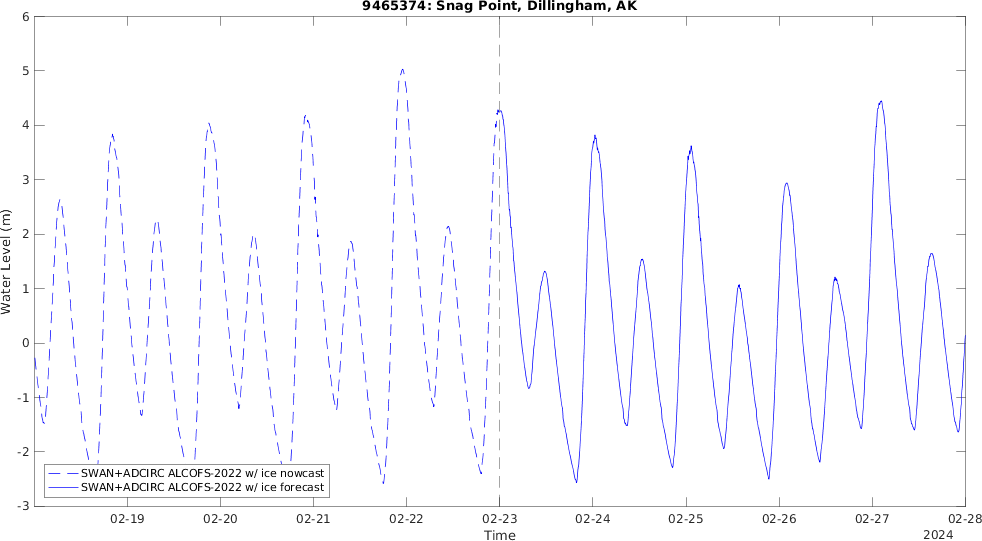 9465374: Snag Point, Dillingham, AK
6
5
4
3
2
1
0
-1
-2
-3
Water Level (m)
SWAN+ADCIRC ALCOFS-2022 w/ ice nowcast
SWAN+ADCIRC ALCOFS-2022 w/ ice forecast
02-19 02-20 02-21 02-22 02-23 02-24 02-25 02-26 02-27 02-28
Time
2024